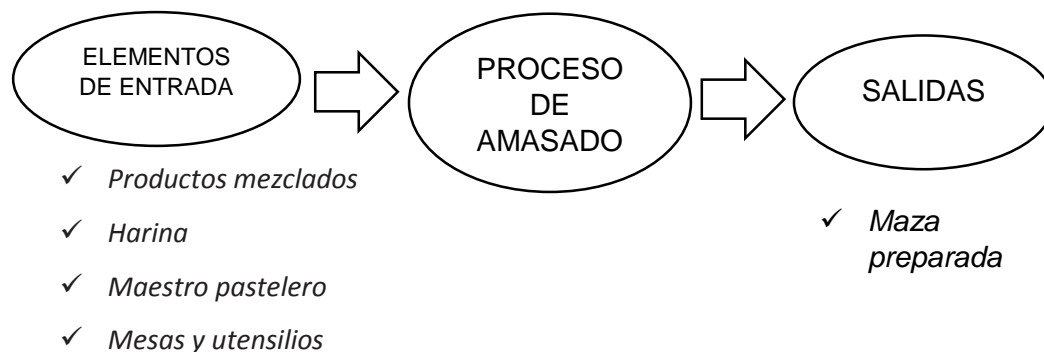 ELEMENTOS
DE ENTRADA
PROCESO
DE
AMASADO
SALIDAS
✓ Productos mezclados
✓ Harina
✓ Maestro pastelero
✓ Mesas y utensilios
✓ Maza
preparada